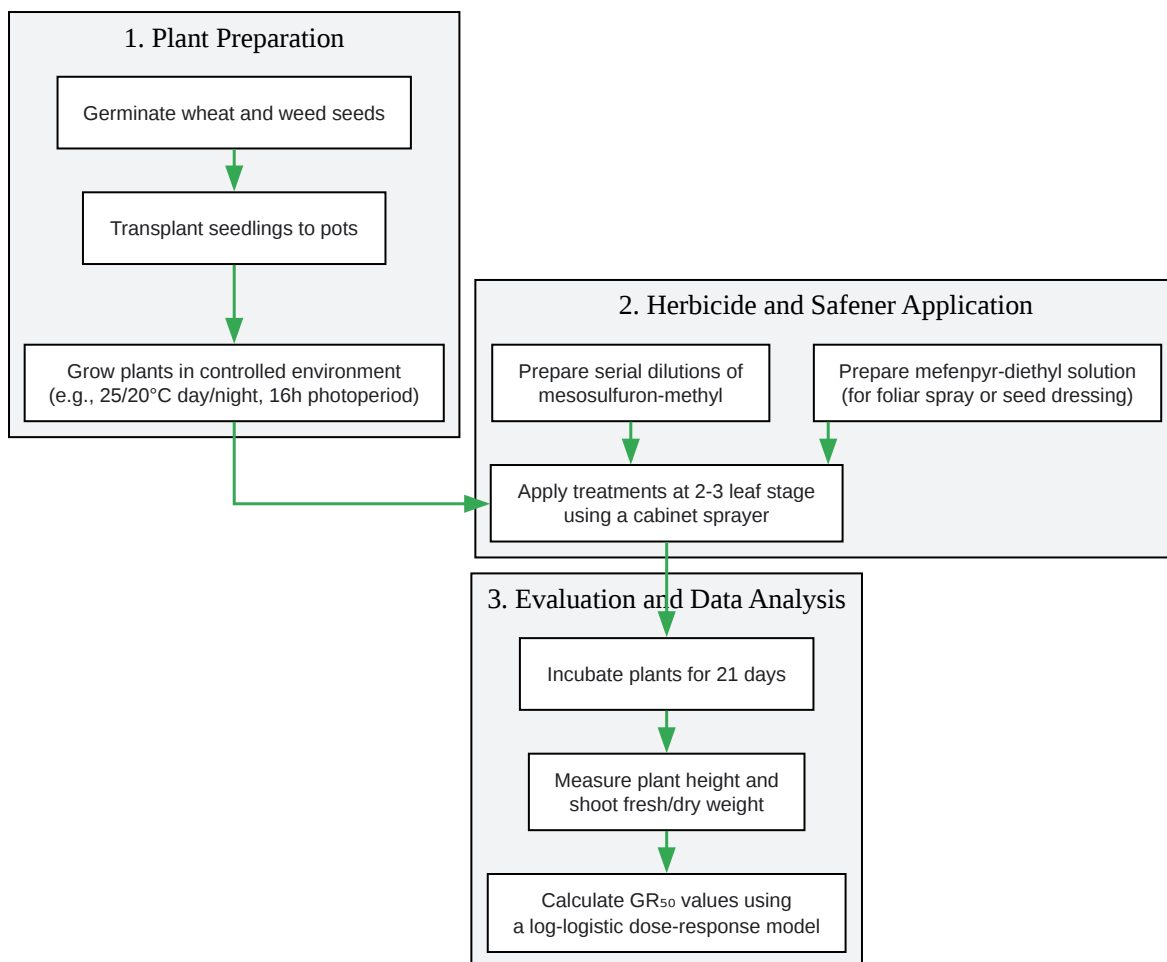 1. Plant Preparation
Germinate wheat and weed seeds
Transplant seedlings to pots
Grow plants in controlled environment
(e.g., 25/20°C day/night, 16h photoperiod)
2. Herbicide and Safener Application
Prepare serial dilutions of
mesosulfuron-methyl
Prepare mefenpyr-diethyl solution
(for foliar spray or seed dressing)
Apply treatments at 2-3 leaf stage
using a cabinet sprayer
3. Evaluation and Data Analysis
Incubate plants for 21 days
Measure plant height and
shoot fresh/dry weight
Calculate GR₅₀ values using
a log-logistic dose-response model